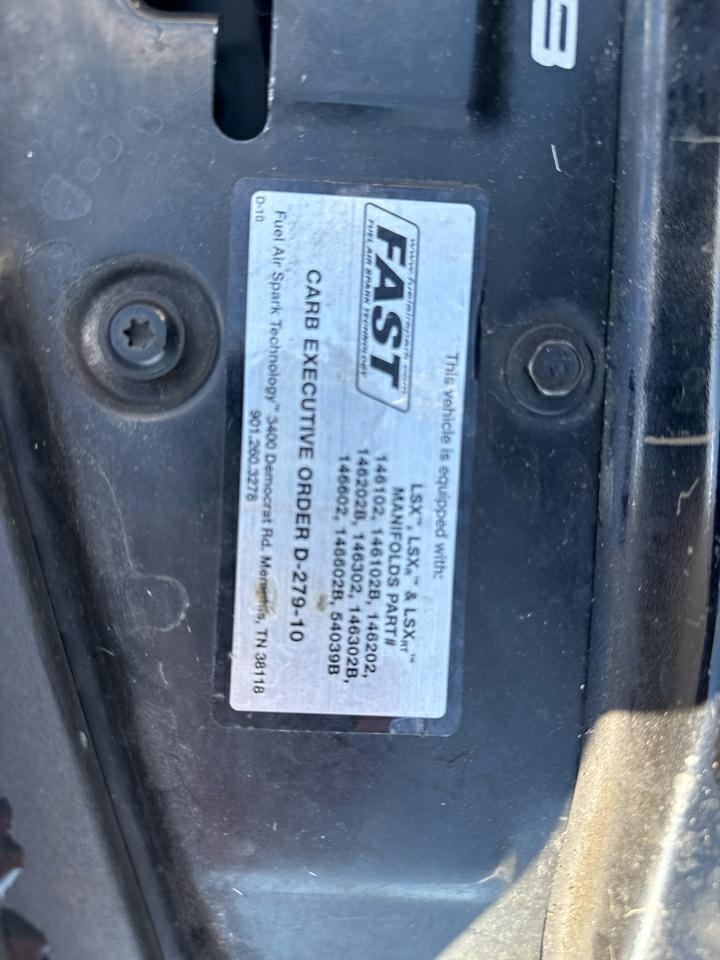 This vehicle is equipped with:
www.fuelairspark.com
FAST
FUEL AIR SPARK TECHNOLOGY
LSX™, LSXR™ & LSXRT™
MANIFOLDS PART#
146102, 146102B, 146202,
146202B, 146302, 146302B,
146602, 146602B, 54039B
CARB EXECUTIVE ORDER D-279-10
Fuel Air Spark Technology™ 3400 Democrat Rd. Memphis, TN 38118
901.260.3278
D-10